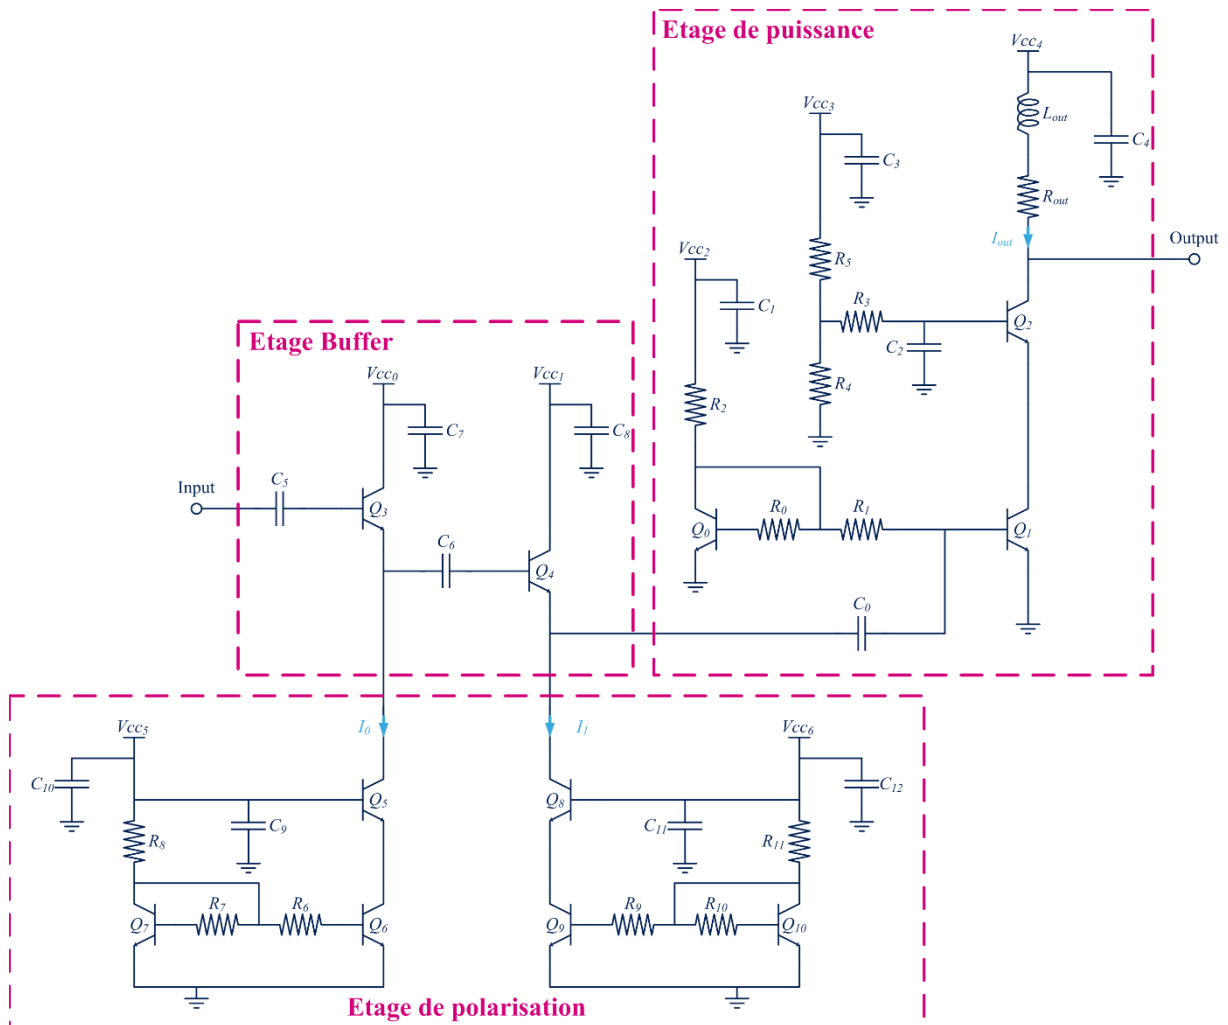 Etage de puissance
Vcc4
Lout
C4
Rout
Iout
Output
Vcc3
C3
R5
R3
R4
C2
Q2
Vcc2
C1
R2
R0
R1
Q0
Q1
C0
Etage Buffer
Vcc0
Vcc1
C7
C8
Input
C5
Q3
C6
Q4
I0
I1
Vcc5
Vcc6
C10
C12
Q5
Q8
C9
C11
R8
R11
R7
R6
R9
R10
Q7
Q6
Q9
Q10
Etage de polarisation